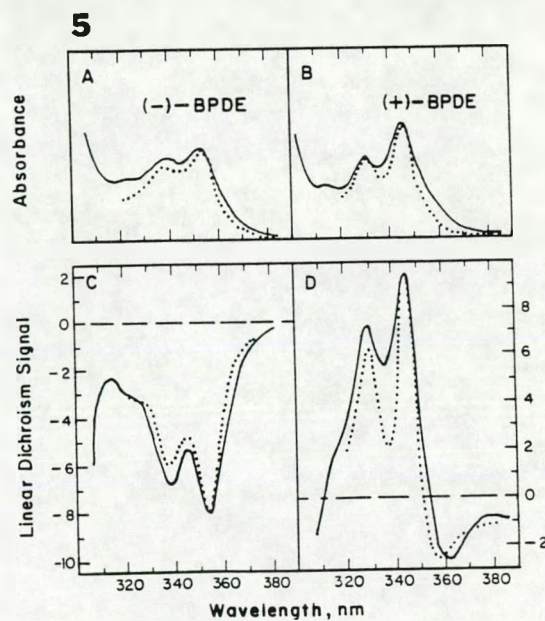 5
A
(−)−BPDE
B
(+)−BPDE
Absorbance
C
D
2
0
−2
−4
−6
−8
−10
8
6
4
2
0
−2
Linear Dichroism Signal
320 340 360 380 320 340 360 380
Wavelength, nm